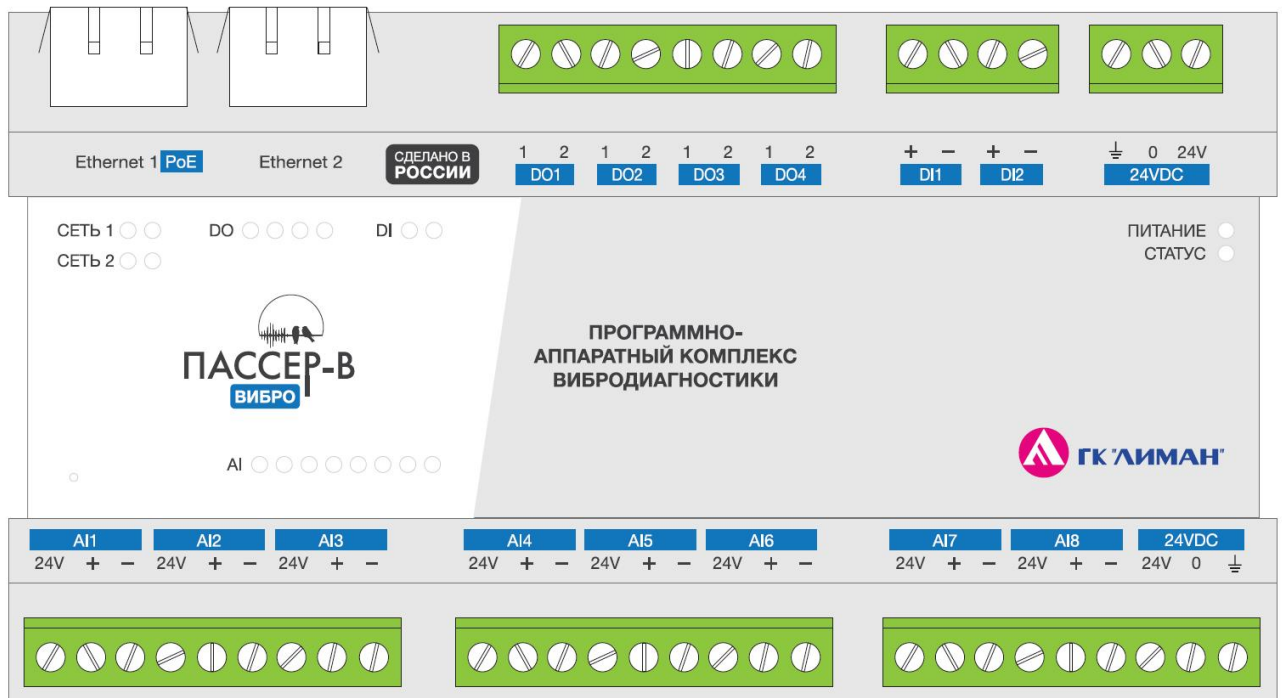 Ethernet 1 PoE Ethernet 2 СДЕЛАНО В РОССИИ
1 2 1 2 1 2 1 2
DO1 DO2 DO3 DO4
+ − + −
DI1 DI2
⏚ 0 24V
24VDC
СЕТЬ 1 DO DI
СЕТЬ 2
ПИТАНИЕ
СТАТУС
ПАССЕР-В
ВИБРО
ПРОГРАММНО-
АППАРАТНЫЙ КОМПЛЕКС
ВИБРОДИАГНОСТИКИ
AI
ГК "ЛИМАН"
AI1 AI2 AI3
24V + − 24V + − 24V + −
AI4 AI5 AI6
24V + − 24V + − 24V + −
AI7 AI8 24VDC
24V + − 24V + − 24V 0 ⏚